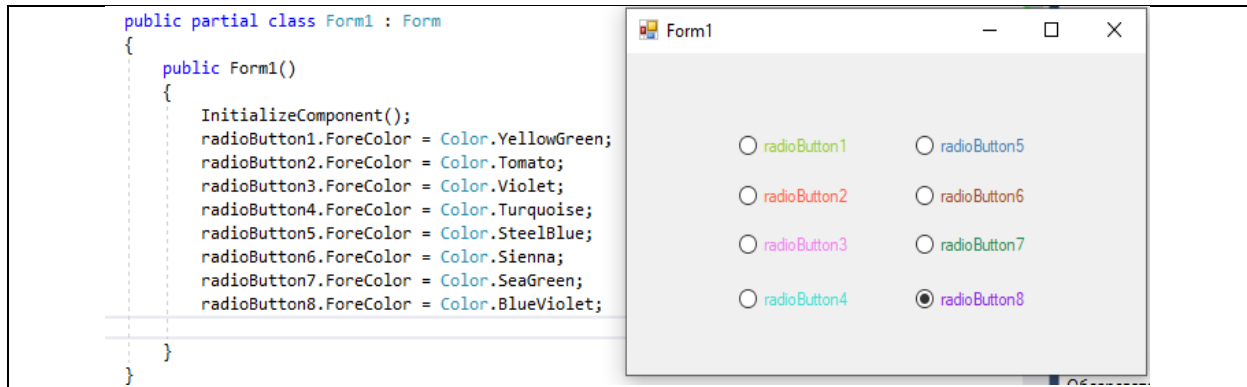 public partial class Form1 : Form
{
public Form1()
{
InitializeComponent();
radioButton1.ForeColor = Color.YellowGreen;
radioButton2.ForeColor = Color.Tomato;
radioButton3.ForeColor = Color.Violet;
radioButton4.ForeColor = Color.Turquoise;
radioButton5.ForeColor = Color.SteelBlue;
radioButton6.ForeColor = Color.Sienna;
radioButton7.ForeColor = Color.SeaGreen;
radioButton8.ForeColor = Color.BlueViolet;
}
}
Form1
radioButton1 radioButton5
radioButton2 radioButton6
radioButton3 radioButton7
radioButton4 radioButton8